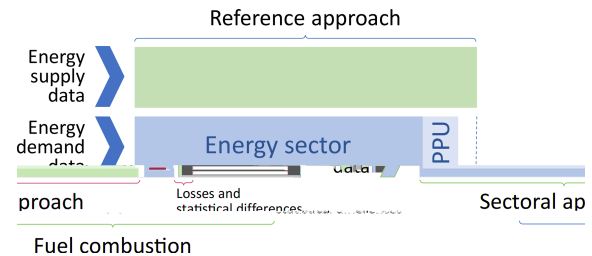 Reference approach
Energy
supply
data
Energy
demand
data
Energy sector
PPU
data
Losses and
statistical differences
proach
Sectoral ap
Fuel combustion